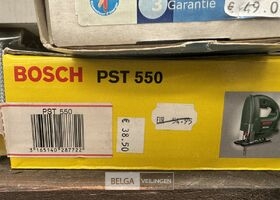 3 Garantie
€ 49.0
BOSCH PST 550
PST 550
3 165140 287722
€ 38.50
BELGA VEILINGEN